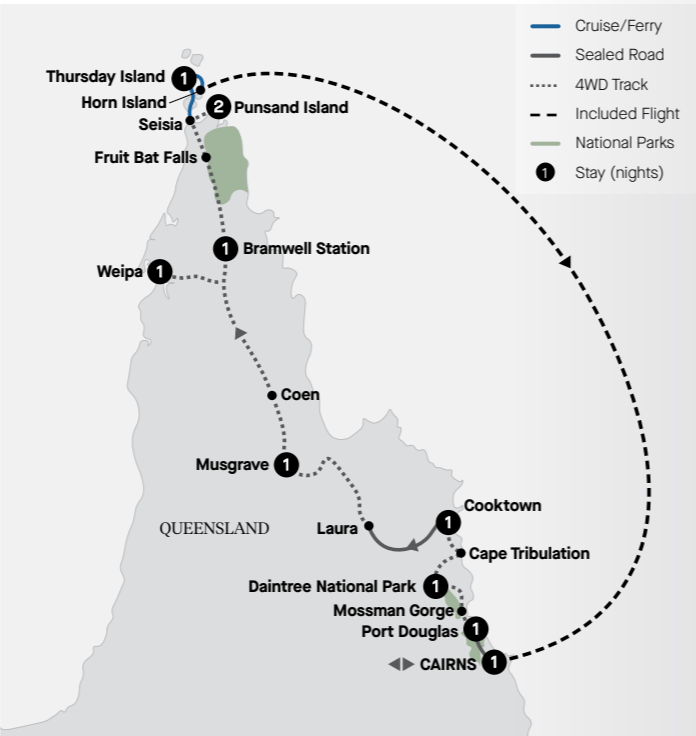 Cruise/Ferry
Sealed Road
4WD Track
Included Flight
National Parks
1 Stay (nights)
Thursday Island 1
Horn Island
2 Punsand Island
Seisia
Fruit Bat Falls
1 Bramwell Station
Weipa 1
Coen
Musgrave 1
Cooktown
1
QUEENSLAND
Laura
Cape Tribulation
Daintree National Park 1
Mossman Gorge
Port Douglas 1
CAIRNS 1